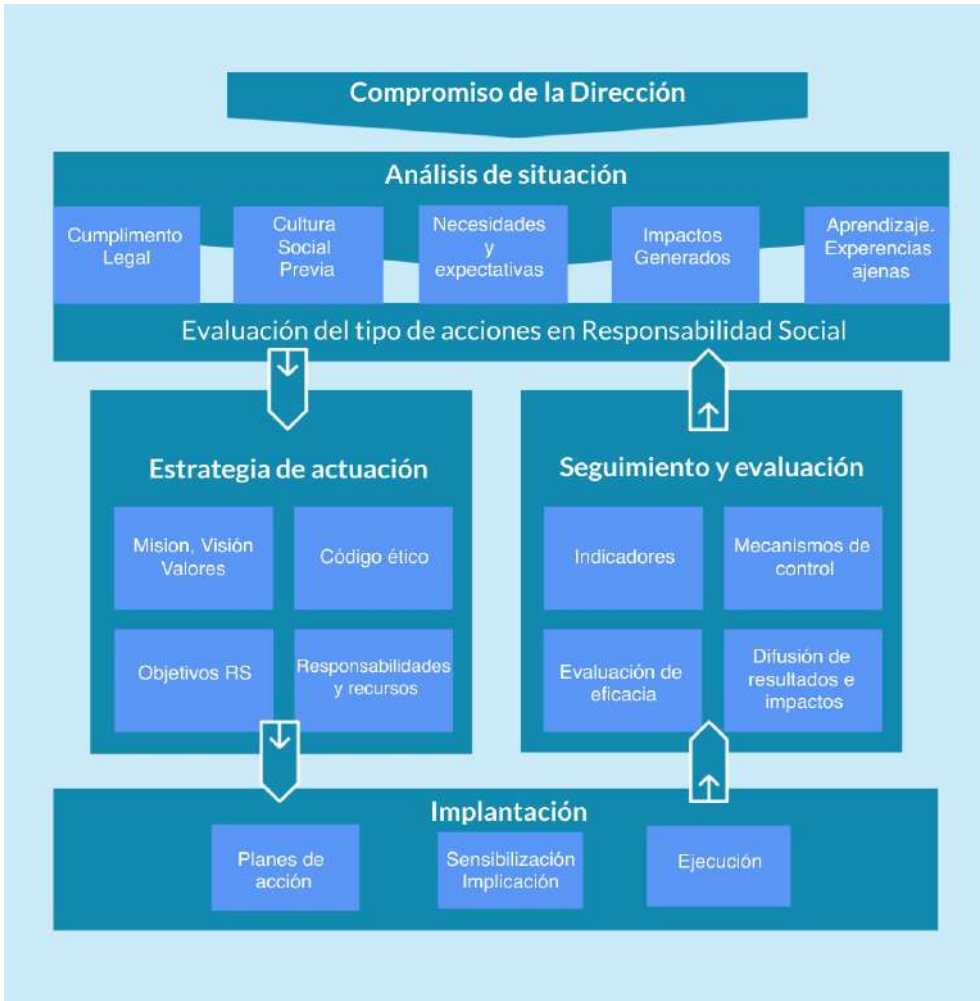 Compromiso de la Dirección
Análisis de situación
Cumplimento
Legal
Cultura
Social
Previa
Necesidades
y
expectativas
Impactos
Generados
Aprendizaje.
Experencias
ajenas
Evaluación del tipo de acciones en Responsabilidad Social
Estrategia de actuación
Mision, Visión
Valores
Código ético
Objetivos RS
Responsabilidades
y recursos
Seguimiento y evaluación
Indicadores
Mecanismos de
control
Evaluación de
eficacia
Difusión de
resultados e
impactos
Implantación
Planes de
acción
Sensibilización
Implicación
Ejecución